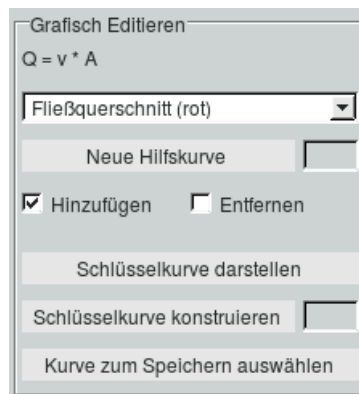 Grafisch Editieren
Q = v * A
Fließquerschnitt (rot)
Neue Hilfskurve
Hinzufügen Entfernen
Schlüsselkurve darstellen
Schlüsselkurve konstruieren
Kurve zum Speichern auswählen